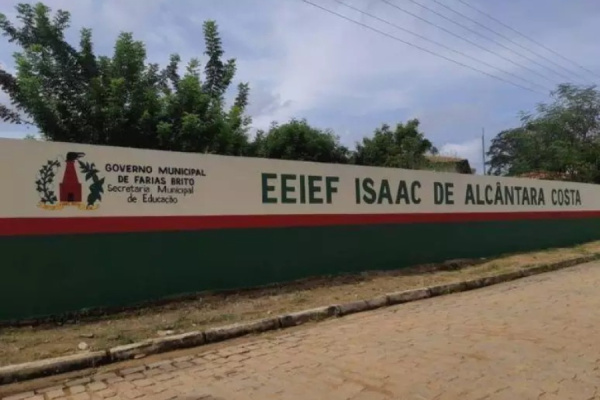 GOVERNO MUNICIPAL
DE FARIAS BRITO
Secretaria Municipal
de Educação
EEIEF ISAAC DE ALCÂNTARA COSTA